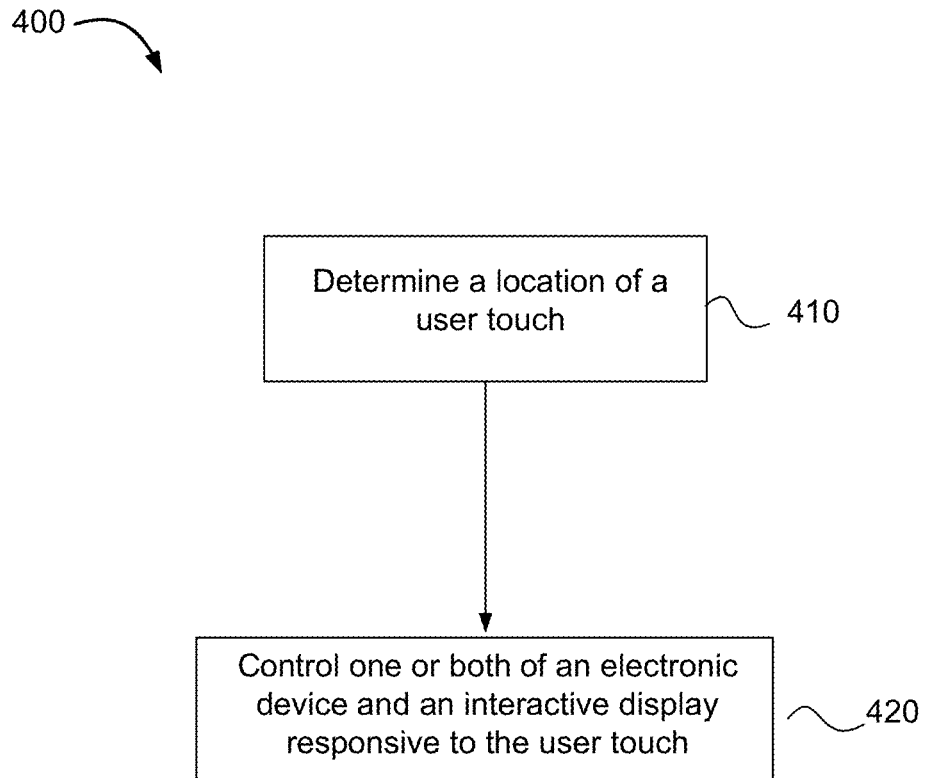 400
Determine a location of a
user touch
410
Control one or both of an electronic
device and an interactive display
responsive to the user touch
420